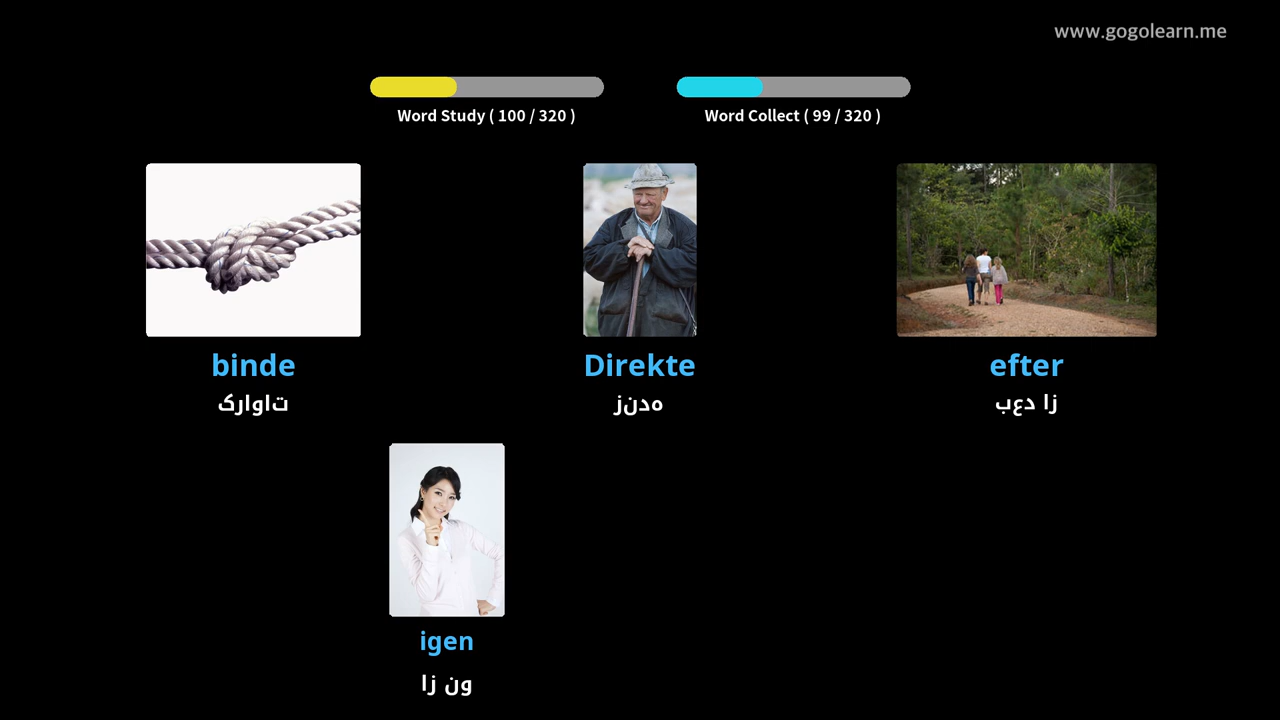 www.gogolearn.me
Word Study ( 100 / 320 )
Word Collect ( 99 / 320 )
binde
تاوارک
Direkte
هدنز
efter
زا دعب
igen
ون زا